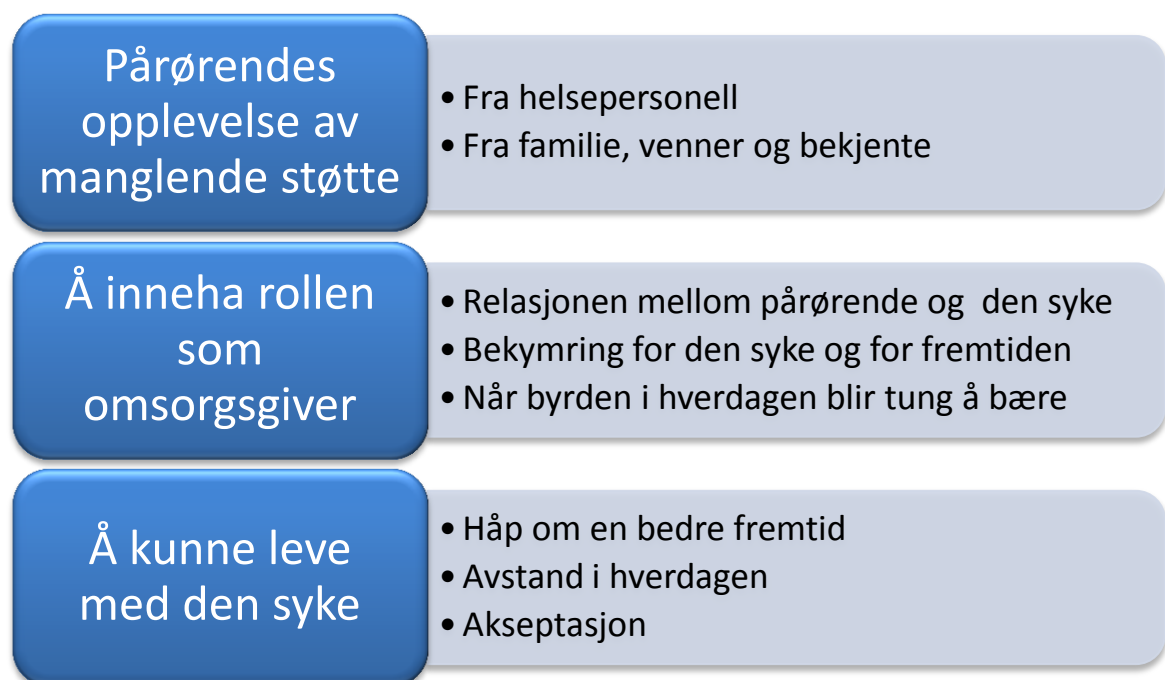 Pårørendes
opplevelse av
manglende støtte
• Fra helsepersonell
• Fra familie, venner og bekjente
Å inneha rollen
som
omsorgsgiver
• Relasjonen mellom pårørende og  den syke
• Bekymring for den syke og for fremtiden
• Når byrden i hverdagen blir tung å bære
Å kunne leve
med den syke
• Håp om en bedre fremtid
• Avstand i hverdagen
• Akseptasjon